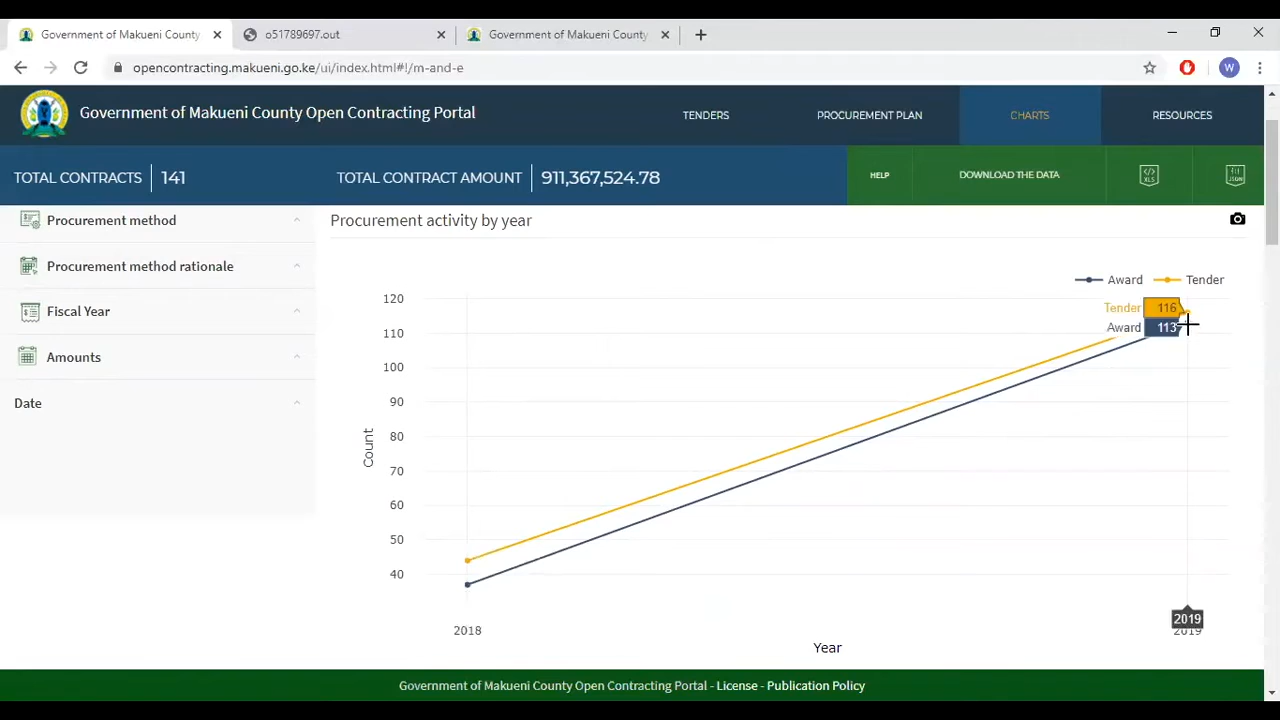 Government of Makueni County
o51789697.out
Government of Makueni County
opencontracting.makueni.go.ke/ui/index.html#!/m-and-e
W
Government of Makueni County Open Contracting Portal
TENDERS
PROCUREMENT PLAN
CHARTS
RESOURCES
TOTAL CONTRACTS 141
TOTAL CONTRACT AMOUNT 911,367,524.78
HELP
DOWNLOAD THE DATA
XLS
JSON
Procurement method
Procurement method rationale
Fiscal Year
Amounts
Date
Procurement activity by year
Award
Tender
Tender 116
Award 113
120
110
100
90
80
70
60
50
40
Count
2018
2019
2019
Year
Government of Makueni County Open Contracting Portal - License - Publication Policy